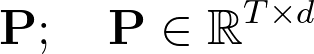 P; P ∈ ℝ^{T×d}